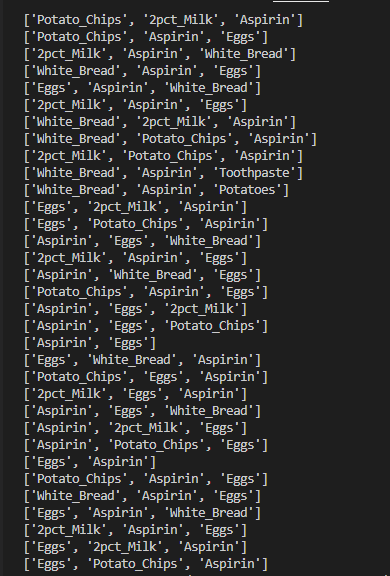 ['Potato_Chips', '2pct_Milk', 'Aspirin']
['Potato_Chips', 'Aspirin', 'Eggs']
['2pct_Milk', 'Aspirin', 'White_Bread']
['White_Bread', 'Aspirin', 'Eggs']
['Eggs', 'Aspirin', 'White_Bread']
['2pct_Milk', 'Aspirin', 'Eggs']
['White_Bread', '2pct_Milk', 'Aspirin']
['White_Bread', 'Potato_Chips', 'Aspirin']
['2pct_Milk', 'Potato_Chips', 'Aspirin']
['White_Bread', 'Aspirin', 'Toothpaste']
['White_Bread', 'Aspirin', 'Potatoes']
['Eggs', '2pct_Milk', 'Aspirin']
['Eggs', 'Potato_Chips', 'Aspirin']
['Aspirin', 'Eggs', 'White_Bread']
['2pct_Milk', 'Aspirin', 'Eggs']
['Aspirin', 'White_Bread', 'Eggs']
['Potato_Chips', 'Aspirin', 'Eggs']
['Aspirin', 'Eggs', '2pct_Milk']
['Aspirin', 'Eggs', 'Potato_Chips']
['Aspirin', 'Eggs']
['Eggs', 'White_Bread', 'Aspirin']
['Potato_Chips', 'Eggs', 'Aspirin']
['2pct_Milk', 'Eggs', 'Aspirin']
['Aspirin', 'Eggs', 'White_Bread']
['Aspirin', '2pct_Milk', 'Eggs']
['Aspirin', 'Potato_Chips', 'Eggs']
['Eggs', 'Aspirin']
['Potato_Chips', 'Aspirin', 'Eggs']
['White_Bread', 'Aspirin', 'Eggs']
['Eggs', 'Aspirin', 'White_Bread']
['2pct_Milk', 'Aspirin', 'Eggs']
['Eggs', '2pct_Milk', 'Aspirin']
['Eggs', 'Potato_Chips', 'Aspirin']